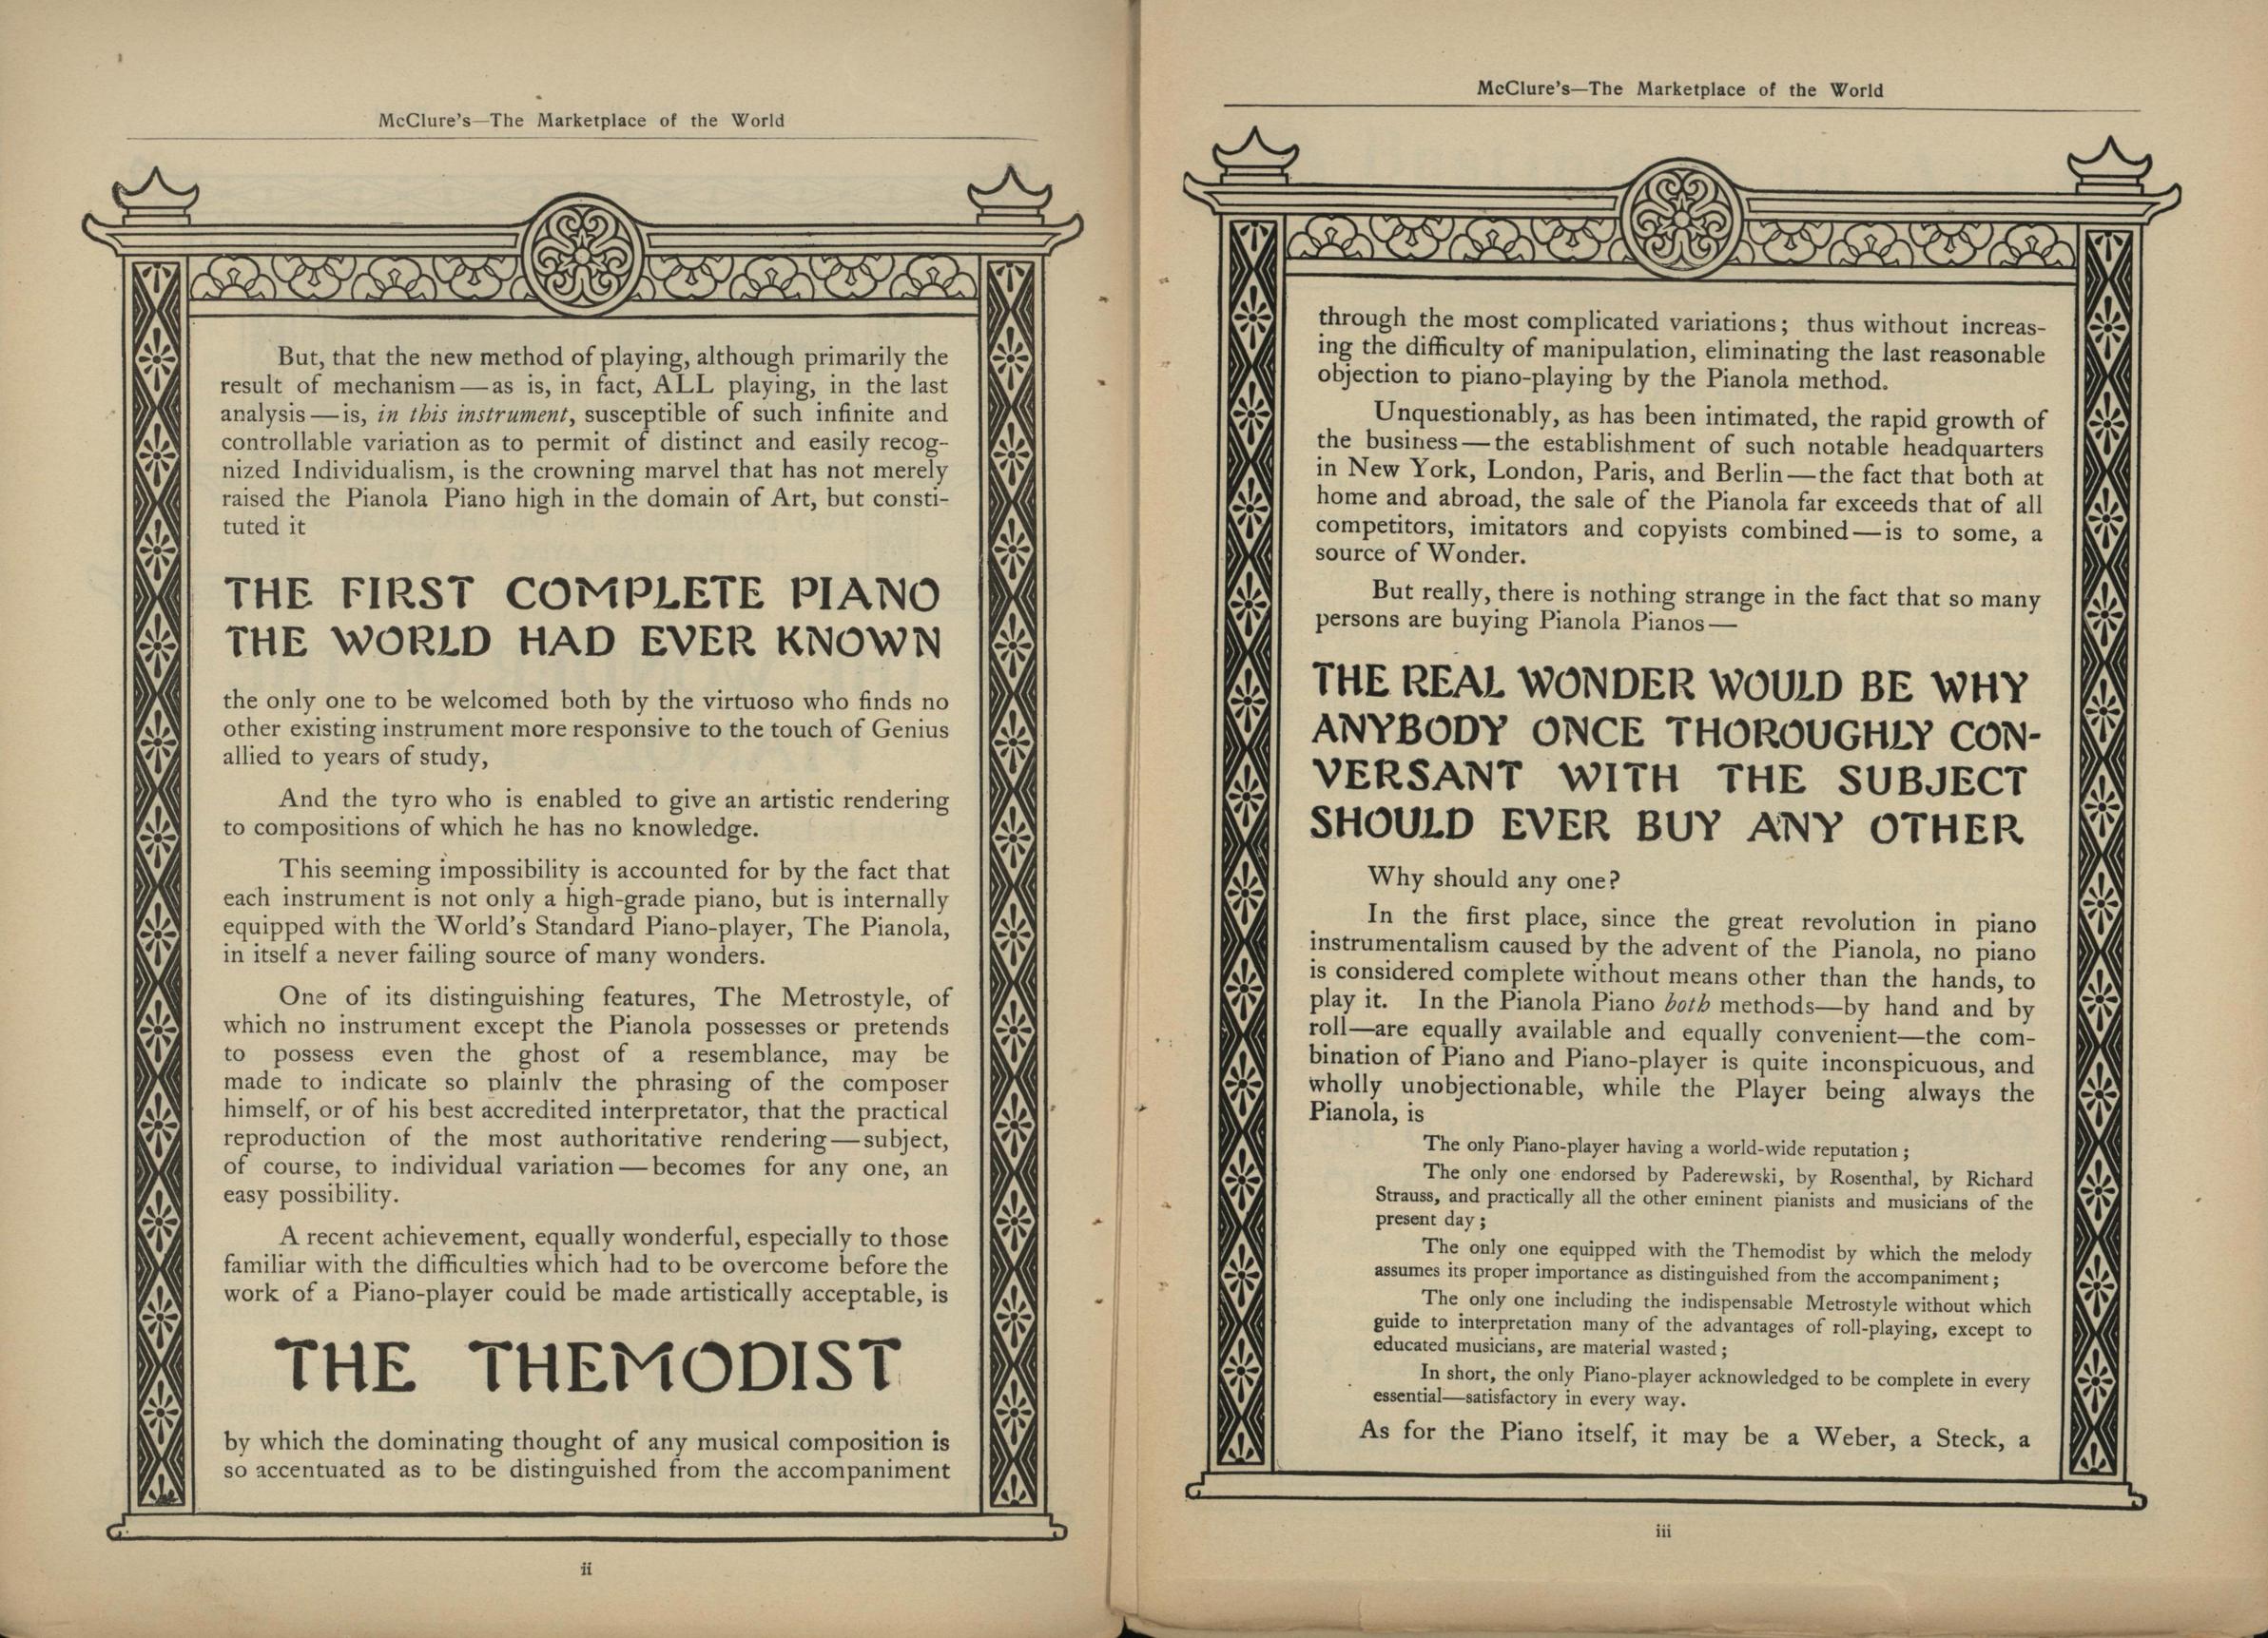 McClure's—The Marketplace of the World
But, that the new method of playing, although primarily the
result of mechanism—as is, in fact, ALL playing, in the last
analysis—is, in this instrument, susceptible of such infinite and
controllable variation as to permit of distinct and easily recog-
nized Individualism, is the crowning marvel that has not merely
raised the Pianola Piano high in the domain of Art, but consti-
tuted it
THE FIRST COMPLETE PIANO
THE WORLD HAD EVER KNOWN
the only one to be welcomed both by the virtuoso who finds no
other existing instrument more responsive to the touch of Genius
allied to years of study,
And the tyro who is enabled to give an artistic rendering
to compositions of which he has no knowledge.
This seeming impossibility is accounted for by the fact that
each instrument is not only a high-grade piano, but is internally
equipped with the World's Standard Piano-player, The Pianola,
in itself a never failing source of many wonders.
One of its distinguishing features, The Metrostyle, of
which no instrument except the Pianola possesses or pretends
to possess even the ghost of a resemblance, may be
made to indicate so plainly the phrasing of the composer
himself, or of his best accredited interpretator, that the practical
reproduction of the most authoritative rendering—subject,
of course, to individual variation—becomes for any one, an
easy possibility.
A recent achievement, equally wonderful, especially to those
familiar with the difficulties which had to be overcome before the
work of a Piano-player could be made artistically acceptable, is
THE THEMODIST
by which the dominating thought of any musical composition is
so accentuated as to be distinguished from the accompaniment
ii
McClure's—The Marketplace of the World
through the most complicated variations; thus without increas-
ing the difficulty of manipulation, eliminating the last reasonable
objection to piano-playing by the Pianola method.
Unquestionably, as has been intimated, the rapid growth of
the business—the establishment of such notable headquarters
in New York, London, Paris, and Berlin—the fact that both at
home and abroad, the sale of the Pianola far exceeds that of all
competitors, imitators and copyists combined—is to some, a
source of Wonder.
But really, there is nothing strange in the fact that so many
persons are buying Pianola Pianos—
THE REAL WONDER WOULD BE WHY
ANYBODY ONCE THOROUGHLY CON-
VERSANT WITH THE SUBJECT
SHOULD EVER BUY ANY OTHER
Why should any one?
In the first place, since the great revolution in piano
instrumentalism caused by the advent of the Pianola, no piano
is considered complete without means other than the hands, to
play it. In the Pianola Piano both methods—by hand and by
roll—are equally available and equally convenient—the com-
bination of Piano and Piano-player is quite inconspicuous, and
wholly unobjectionable, while the Player being always the
Pianola, is
The only Piano-player having a world-wide reputation;
The only one endorsed by Paderewski, by Rosenthal, by Richard
Strauss, and practically all the other eminent pianists and musicians of the
present day;
The only one equipped with the Themodist by which the melody
assumes its proper importance as distinguished from the accompaniment;
The only one including the indispensable Metrostyle without which
guide to interpretation many of the advantages of roll-playing, except to
educated musicians, are material wasted;
In short, the only Piano-player acknowledged to be complete in every
essential—satisfactory in every way.
As for the Piano itself, it may be a Weber, a Steck, a
iii